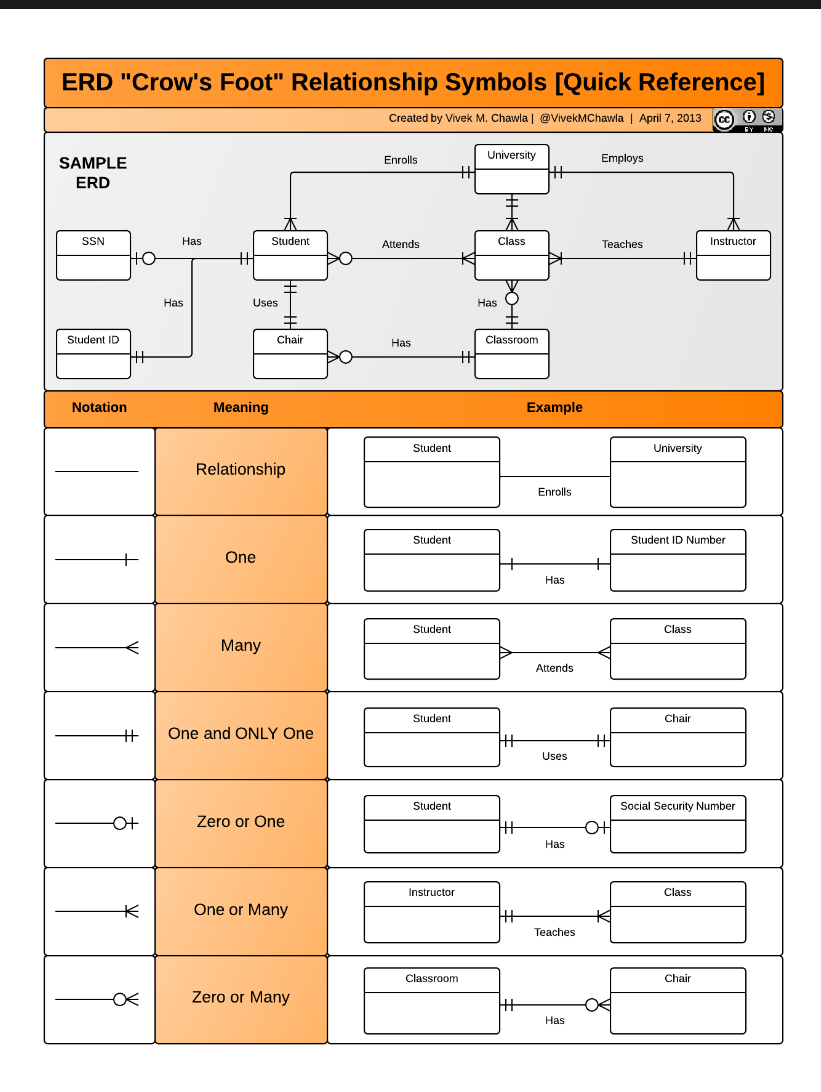 ERD "Crow's Foot" Relationship Symbols [Quick Reference]
Created by Vivek M. Chawla | @VivekMChawla | April 7, 2013
cc
BY NC
SAMPLE
ERD
Enrolls
University
Employs
SSN
Has
Student
Attends
Class
Teaches
Instructor
Has
Uses
Has
Student ID
Chair
Has
Classroom
Notation Meaning Example
Relationship
Student
University
Enrolls
One
Student
Student ID Number
Has
Many
Student
Class
Attends
One and ONLY One
Student
Chair
Uses
Zero or One
Student
Social Security Number
Has
One or Many
Instructor
Class
Teaches
Zero or Many
Classroom
Chair
Has